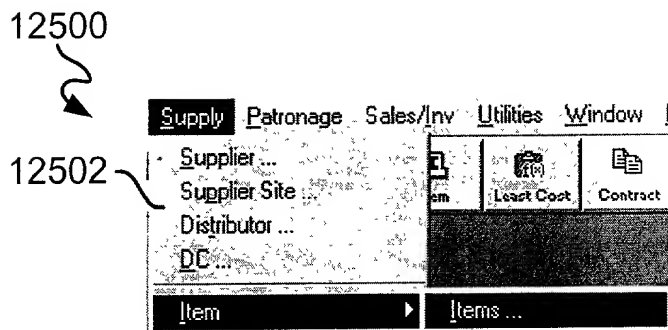 12500
Supply Patronage Sales/Inv Utilities Window
12502
Supplier ...
Supplier Site ...
Distributor ...
DC ...
Least Cost Contract
Item Items ...